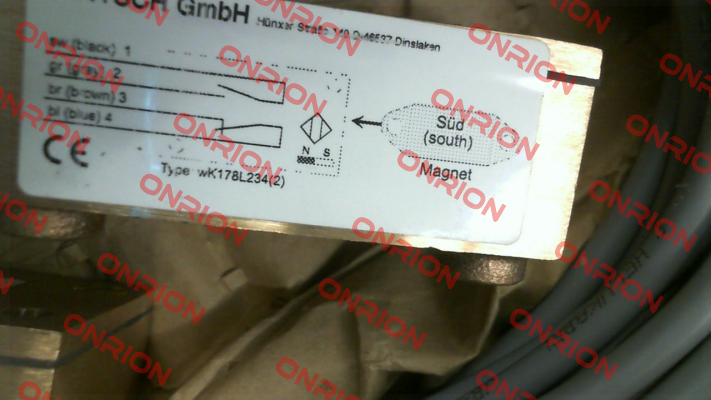 GmbH
Hünxer Straße 149 D-46537 Dinslaken
sw (black) 1
gr (gray) 2
br (brown) 3
bl (blue) 4
Süd
(south)
N S
Magnet
CE
Type: wK178L234(2)
ONRION